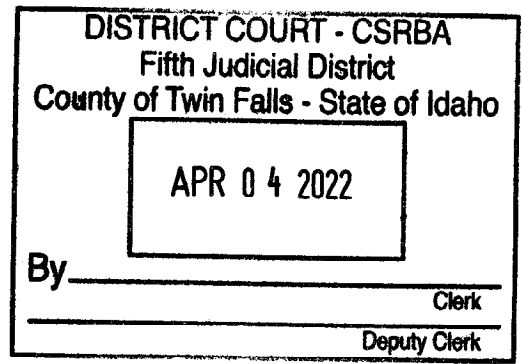 DISTRICT COURT - CSRBA
Fifth Judicial District
County of Twin Falls - State of Idaho
APR 04 2022
By
Clerk
Deputy Clerk